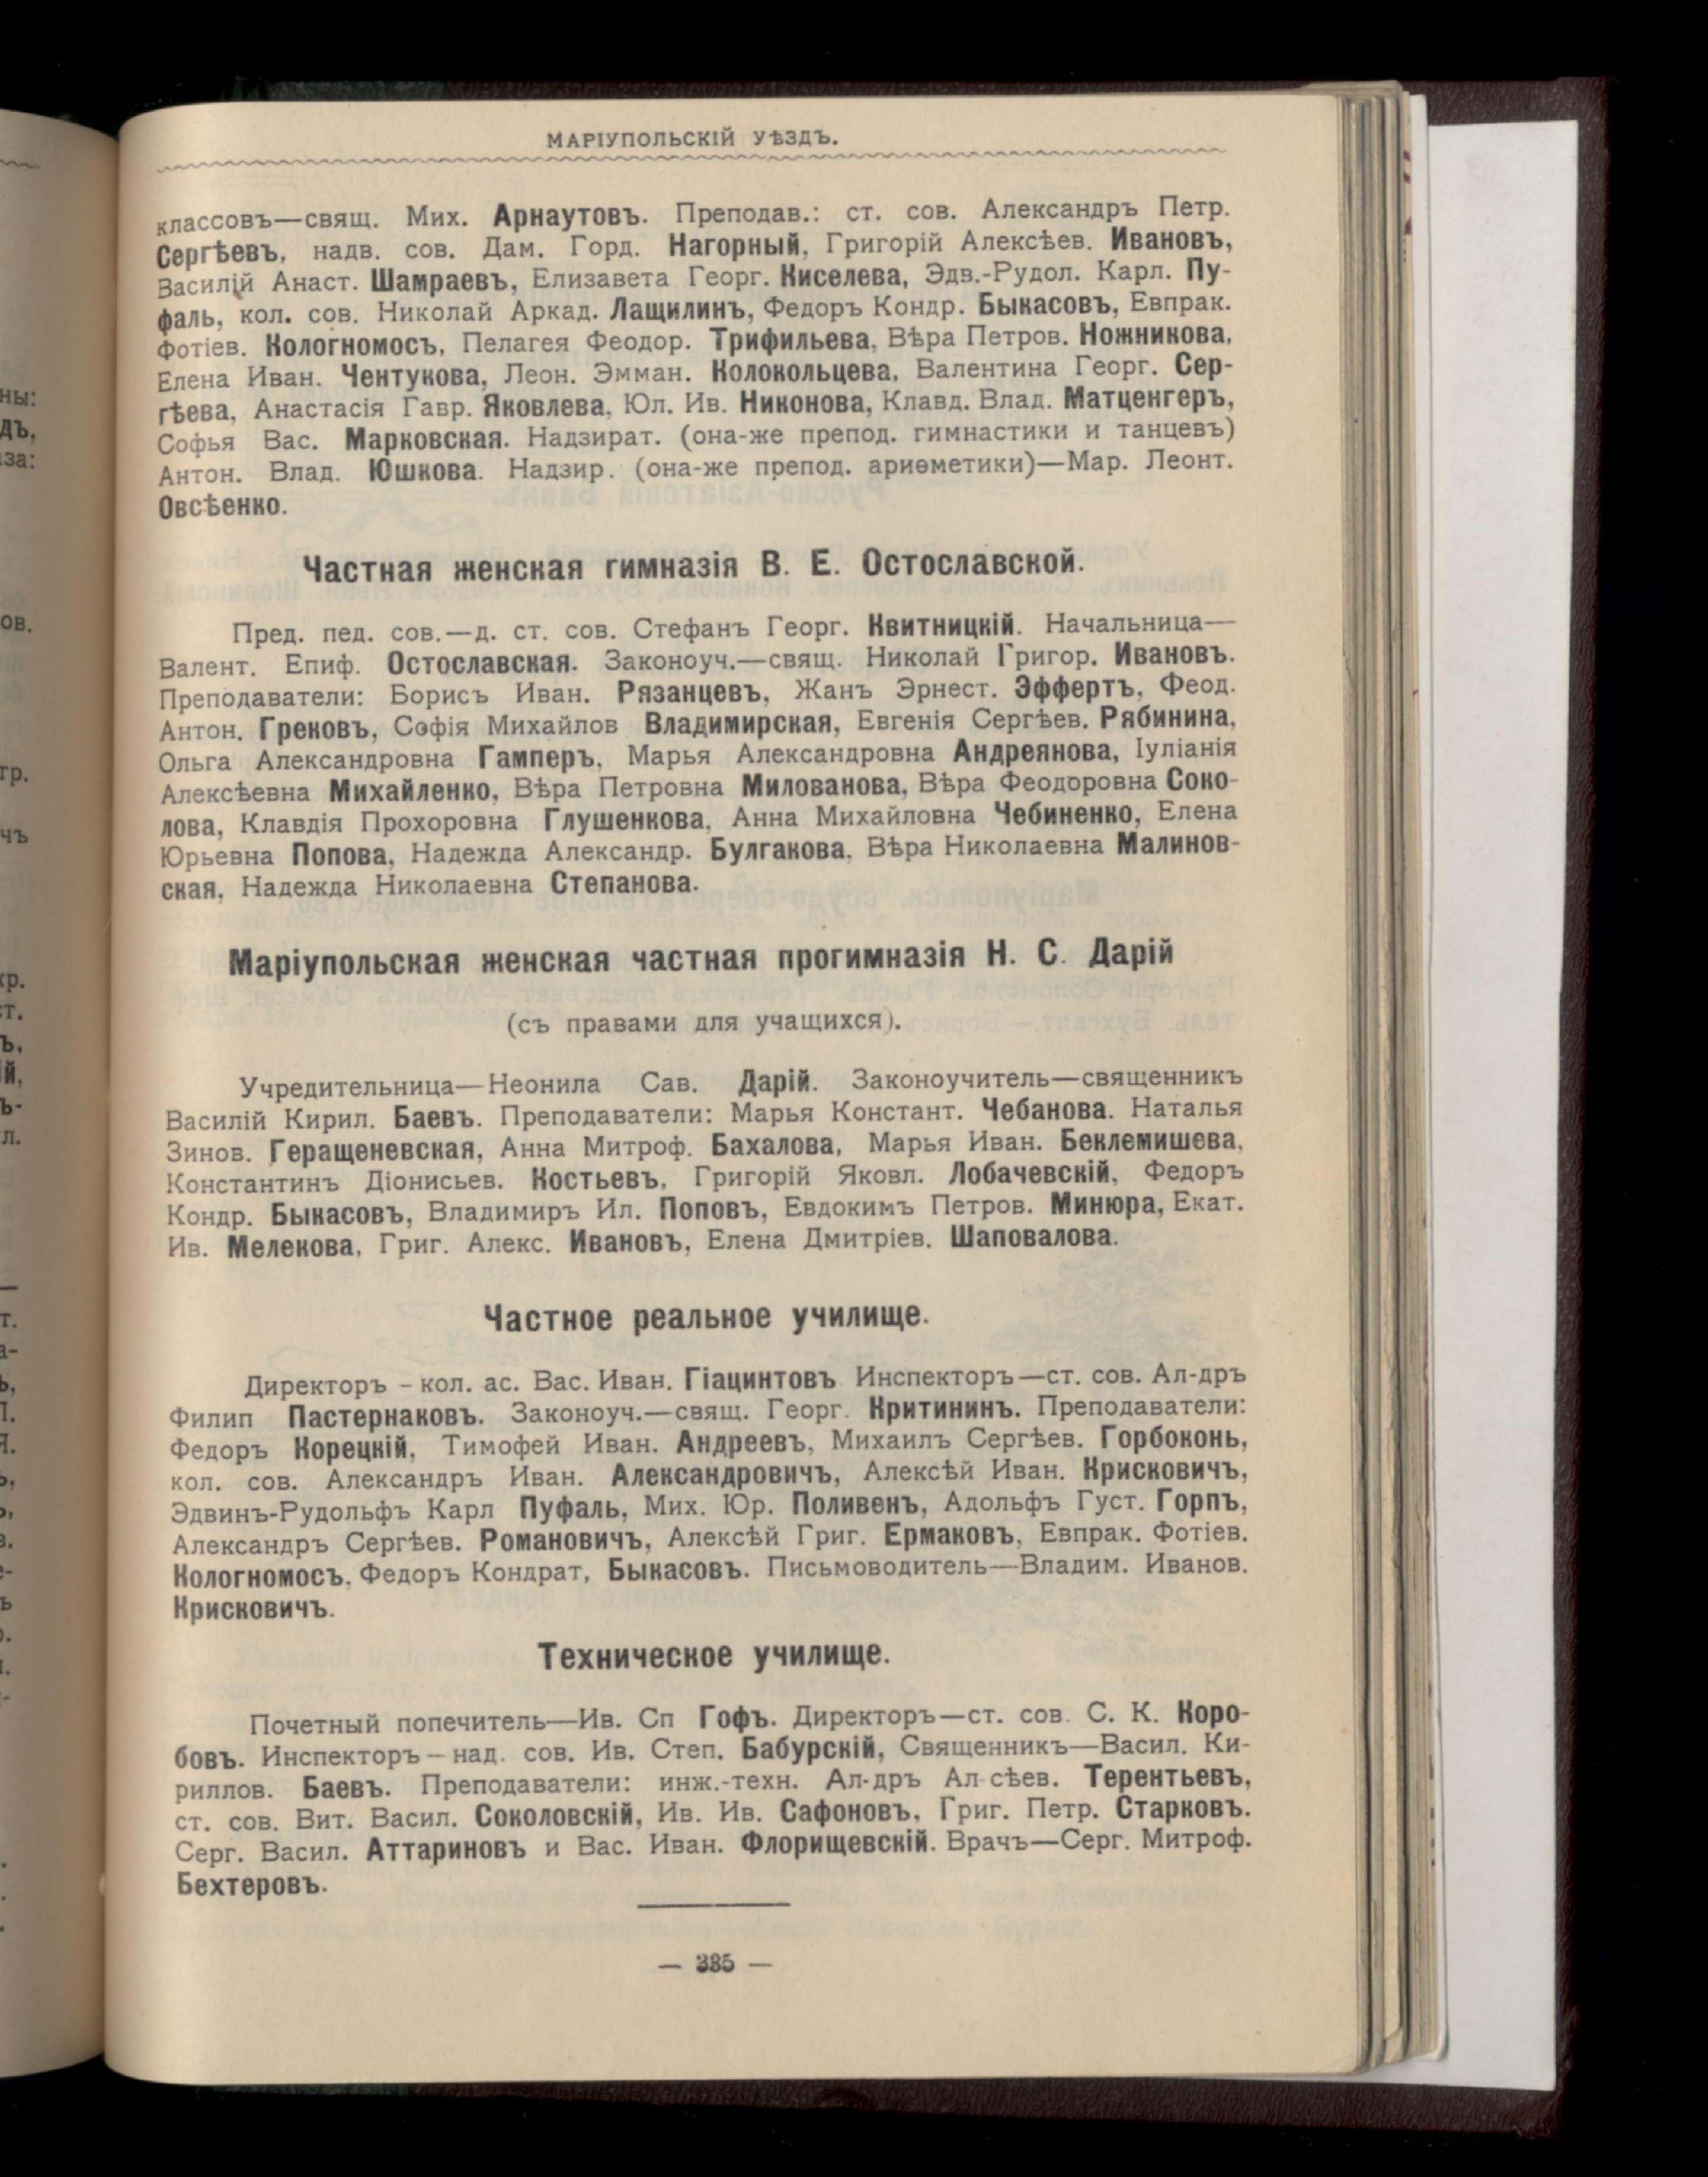 МАРІУПОЛЬСКІЙ УѢЗДЪ.
классовъ—свящ. Мих. Арнаутовъ. Преподав.: ст. сов. Александръ Петр.
Сергѣевъ, надв. сов. Дам. Горд. Нагорный, Григорій Алексѣев. Ивановъ,
Василій Анаст. Шамраевъ, Елизавета Георг. Киселева, Эдв.-Рудол. Карл. Пу-
фаль, кол. сов. Николай Аркад. Лащилинъ, Федоръ Кондр. Быкасовъ, Евпрак.
Фотіев. Кологномосъ, Пелагея Феодор. Трифильева, Вѣра Петров. Ножникова,
Елена Иван. Чентукова, Леон. Эмман. Колокольцева, Валентина Георг. Сер-
гѣева, Анастасія Гавр. Яковлева, Юл. Ив. Никонова, Клавд. Влад. Матценгеръ,
Софья Вас. Марковская. Надзират. (она-же препод. гимнастики и танцевъ)
Антон. Влад. Юшкова. Надзир. (она-же препод. ариѳметики)—Мар. Леонт.
Овсѣенко.
Частная женская гимназія В. Е. Остославской.
Пред. пед. сов.—д. ст. сов. Стефанъ Георг. Квитницкій. Начальница—
Валент. Епиф. Остославская. Законоуч.—свящ. Николай Григор. Ивановъ.
Преподаватели: Борисъ Иван. Рязанцевъ, Жанъ Эрнест. Эффертъ, Феод.
Антон. Грековъ, Софія Михайлов Владимирская, Евгенія Сергѣев. Рябинина,
Ольга Александровна Гамперъ, Марья Александровна Андреянова, Іуліанія
Алексѣевна Михайленко, Вѣра Петровна Милованова, Вѣра Феодоровна Соко-
лова, Клавдія Прохоровна Глушенкова, Анна Михайловна Чебиненко, Елена
Юрьевна Попова, Надежда Александр. Булгакова, Вѣра Николаевна Малинов-
ская, Надежда Николаевна Степанова.
Маріупольская женская частная прогимназія Н. С. Дарій
(съ правами для учащихся).
Учредительница—Неонила Сав. Дарій. Законоучитель—священникъ
Василій Кирил. Баевъ. Преподаватели: Марья Констант. Чебанова. Наталья
Зинов. Геращеневская, Анна Митроф. Бахалова, Марья Иван. Беклемишева,
Константинъ Діонисьев. Костьевъ, Григорій Яковл. Лобачевскій, Федоръ
Кондр. Быкасовъ, Владимиръ Ил. Поповъ, Евдокимъ Петров. Минюра, Екат.
Ив. Мелекова, Григ. Алекс. Ивановъ, Елена Дмитріев. Шаповалова.
Частное реальное училище.
Директоръ – кол. ас. Вас. Иван. Гіацинтовъ Инспекторъ—ст. сов. Ал-дръ
Филип Пастернаковъ. Законоуч.—свящ. Георг. Критининъ. Преподаватели:
Федоръ Корецкій, Тимофей Иван. Андреевъ, Михаилъ Сергѣев. Горбоконь,
кол. сов. Александръ Иван. Александровичъ, Алексѣй Иван. Крисковичъ,
Эдвинъ-Рудольфъ Карл Пуфаль, Мих. Юр. Поливенъ, Адольфъ Густ. Горпъ,
Александръ Сергѣев. Романовичъ, Алексѣй Григ. Ермаковъ, Евпрак. Фотіев.
Кологномосъ, Федоръ Кондрат, Быкасовъ. Письмоводитель—Владим. Иванов.
Крисковичъ.
Техническое училище.
Почетный попечитель—Ив. Сп Гофъ. Директоръ—ст. сов. С. К. Коро-
бовъ. Инспекторъ – над. сов. Ив. Степ. Бабурскій, Священникъ—Васил. Ки-
риллов. Баевъ. Преподаватели: инж.-техн. Ал-дръ Ал-сѣев. Терентьевъ,
ст. сов. Вит. Васил. Соколовскій, Ив. Ив. Сафоновъ, Григ. Петр. Старковъ.
Серг. Васил. Аттариновъ и Вас. Иван. Флорищевскій. Врачъ—Серг. Митроф.
Бехтеровъ.
— 335 —